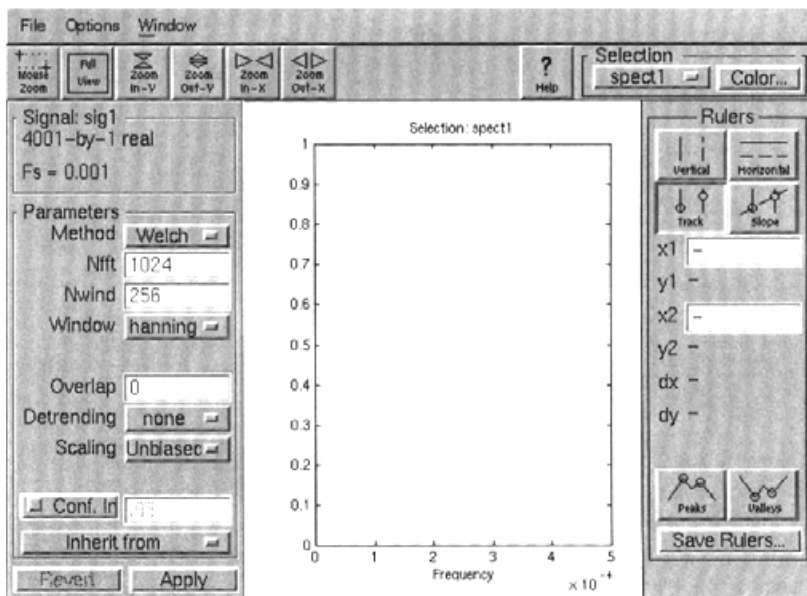 File Options Window
Mouse Zoom
Full View
Zoom In-Y
Zoom Out-Y
Zoom In-X
Zoom Out-X
? Help
Selection
spect1
Color...
Signal: sig1
4001-by-1 real
Fs = 0.001
Parameters
Method Welch
Nfft 1024
Nwind 256
Window hanning
Overlap 0
Detrending none
Scaling Unbiased
Conf. In .95
Inherit from
Revert Apply
Selection: spect1
1
0.9
0.8
0.7
0.6
0.5
0.4
0.3
0.2
0.1
0
0 1 2 3 4 5
Frequency
× 10⁻⁴
Rulers
Vertical Horizontal
Track Slope
x1 -
y1 -
x2 -
y2 -
dx -
dy -
Peaks Valleys
Save Rulers...